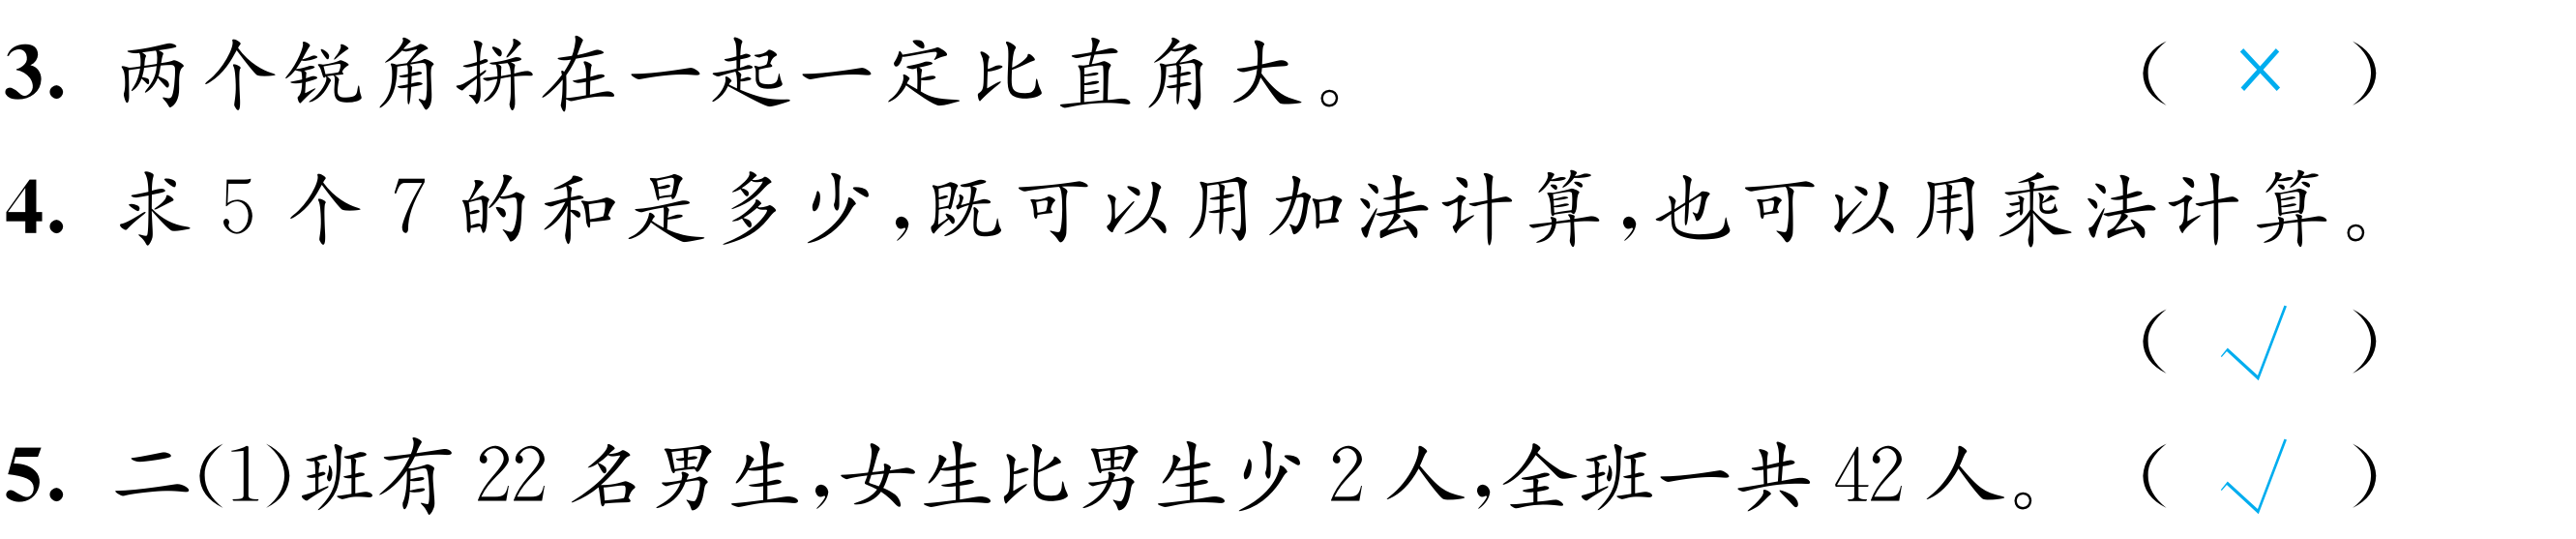 3. 两个锐角拼在一起一定比直角大。 ( × )
4. 求 5 个 7 的和是多少,既可以用加法计算,也可以用乘法计算。
( √ )
5. 二(1)班有 22 名男生,女生比男生少 2 人,全班一共 42 人。 ( √ )